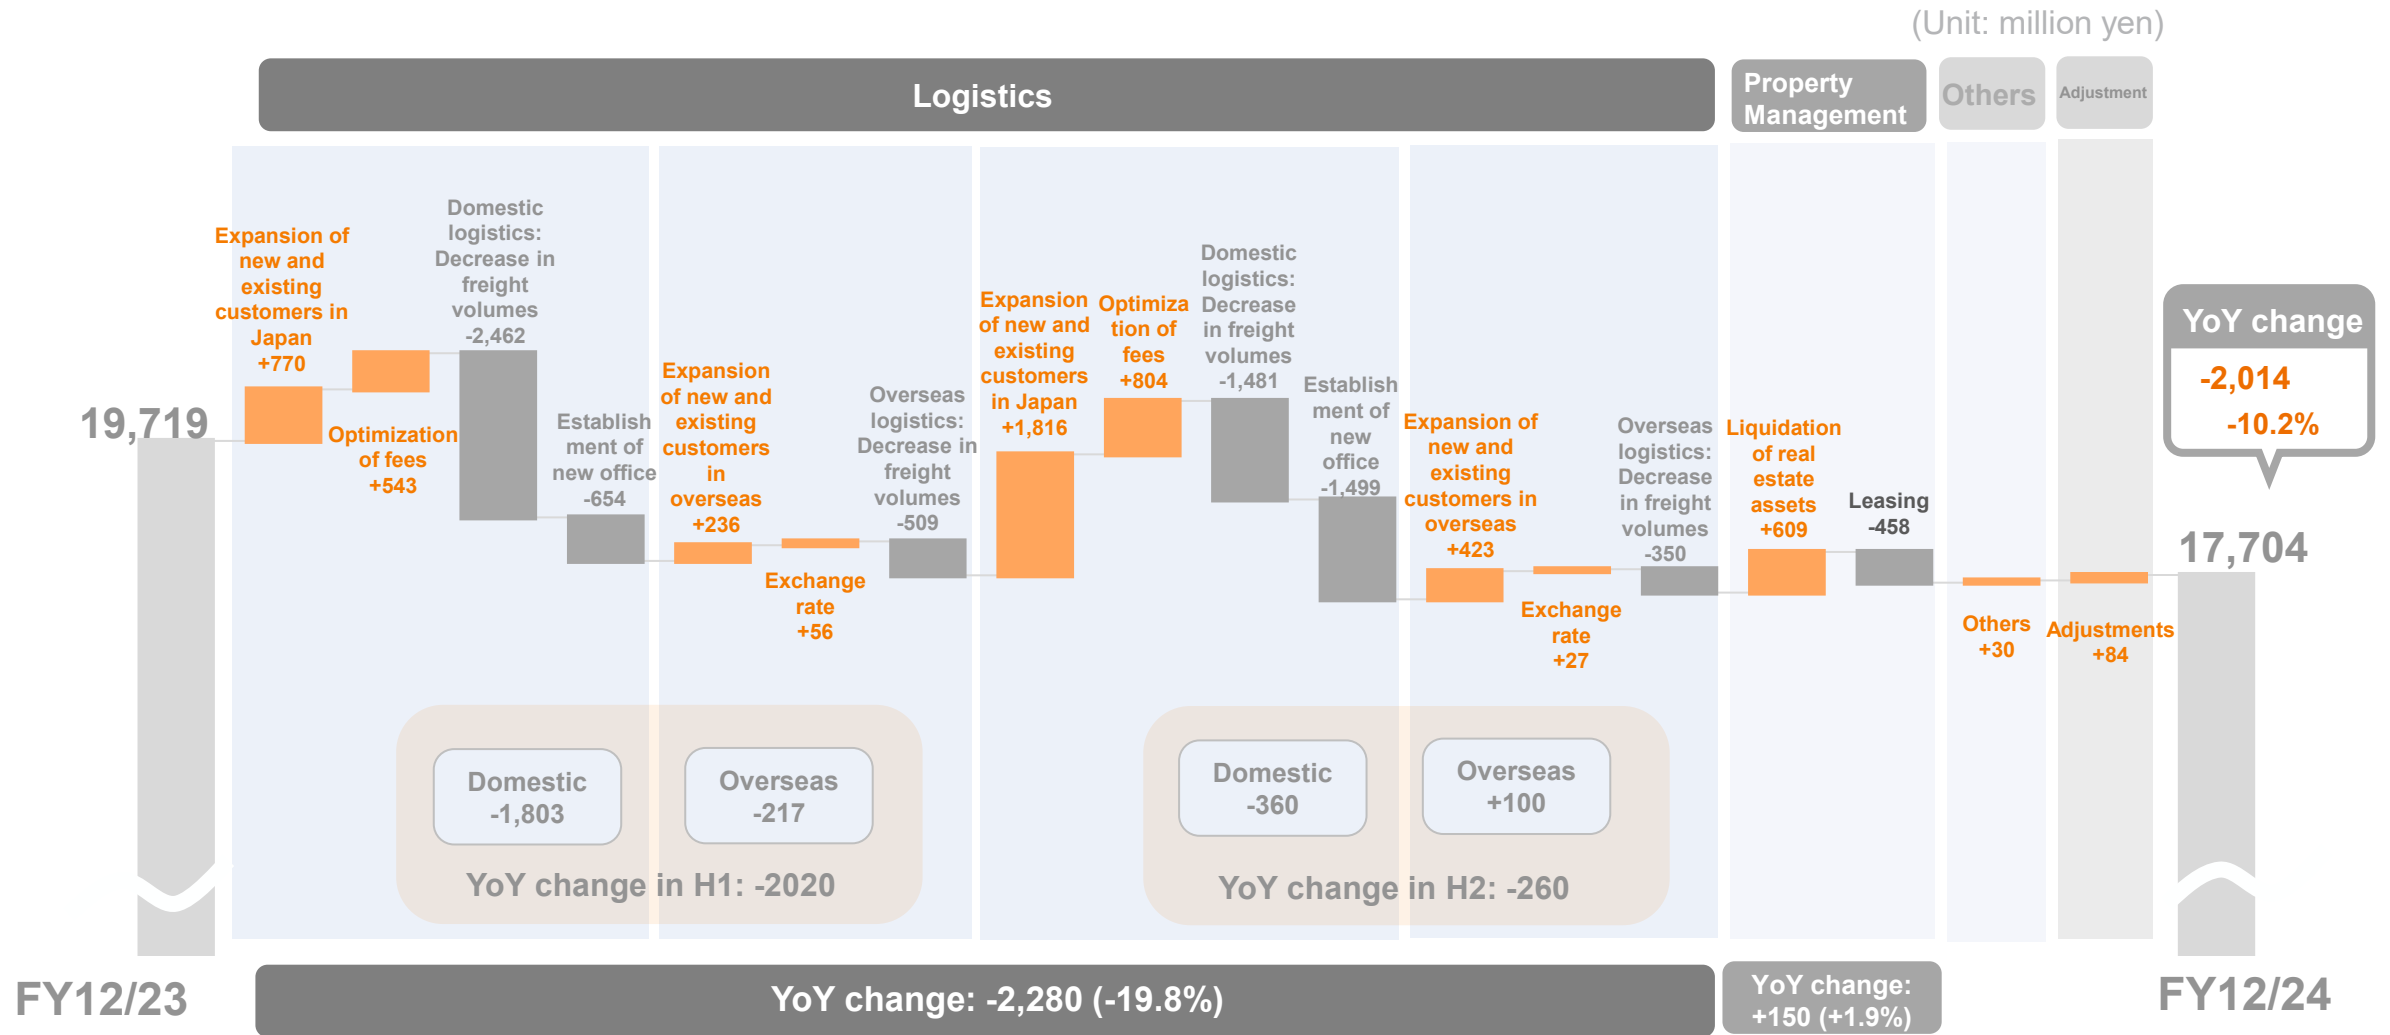 (Unit: million yen)
Logistics
Property
Management
Others
Adjustment
19,719
Expansion of
new and
existing
customers in
Japan
+770
Optimization
of fees
+543
Domestic
logistics:
Decrease in
freight
volumes
-2,462
Establish
ment of
new office
-654
Expansion
of new and
existing
customers
in
overseas
+236
Exchange
rate
+56
Overseas
logistics:
Decrease in
freight
volumes
-509
Expansion
of new and
existing
customers
in Japan
+1,816
Optimiza
tion of
fees
+804
Domestic
logistics:
Decrease
in freight
volumes
-1,481
Establish
ment of
new
office
-1,499
Expansion of
new and
existing
customers in
overseas
+423
Exchange
rate
+27
Overseas
logistics:
Decrease
in freight
volumes
-350
Liquidation
of real
estate
assets
+609
Leasing
-458
Others
+30
Adjustments
+84
YoY change
-2,014
-10.2%
17,704
Domestic
-1,803
Overseas
-217
YoY change in H1: -2020
Domestic
-360
Overseas
+100
YoY change in H2: -260
FY12/23
YoY change: -2,280 (-19.8%)
YoY change:
+150 (+1.9%)
FY12/24